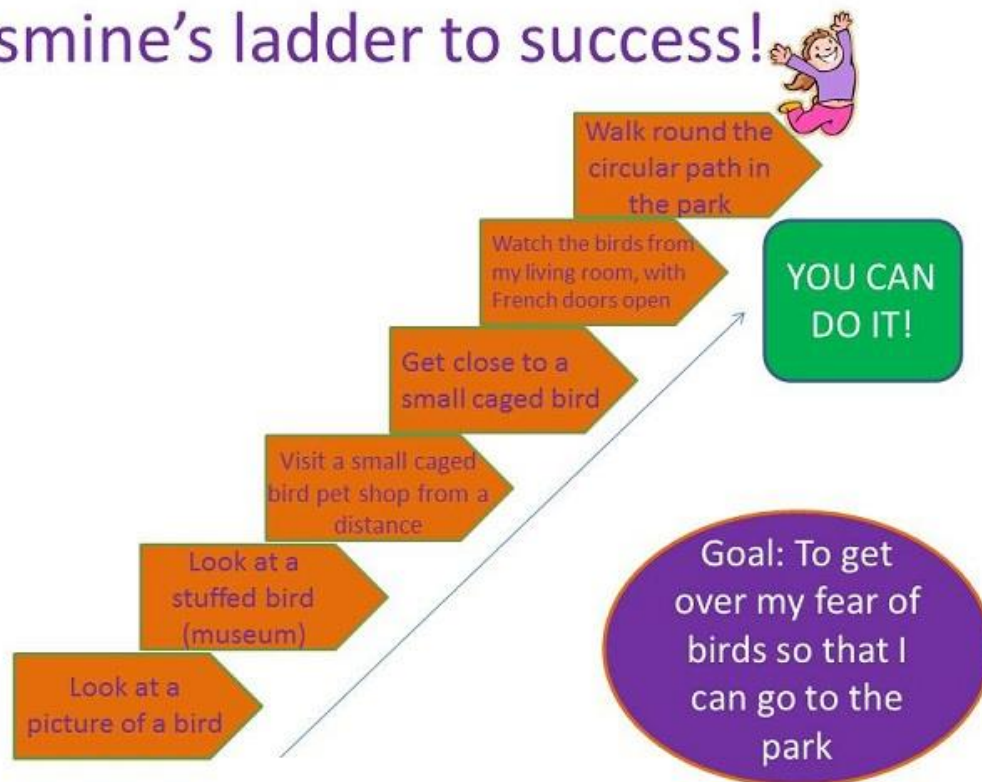 smine's ladder to success!
Walk round the
circular path in
the park
Watch the birds from
my living room, with
French doors open
YOU CAN
DO IT!
Get close to a
small caged bird
Visit a small caged
bird pet shop from a
distance
Look at a
stuffed bird
(museum)
Look at a
picture of a bird
Goal: To get
over my fear of
birds so that I
can go to the
park